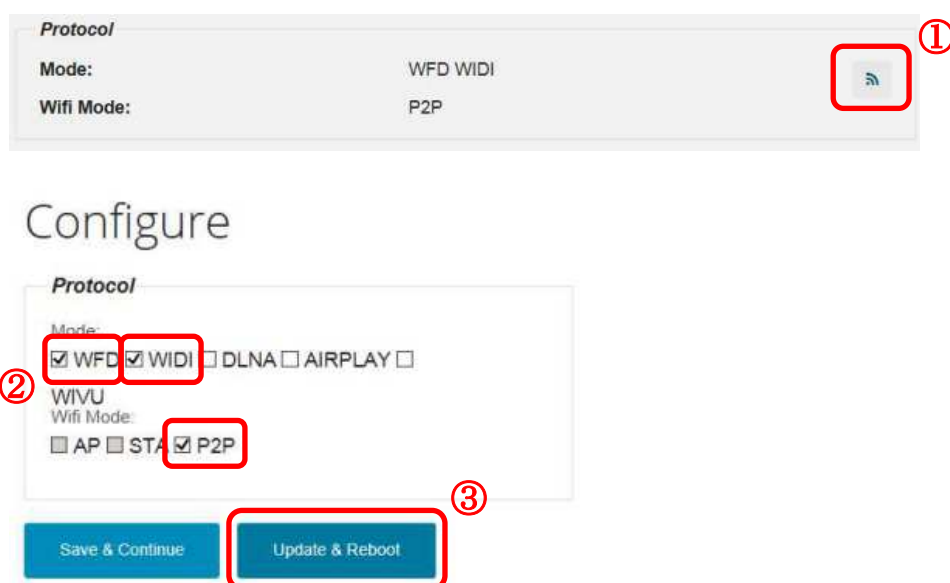 Protocol
①
Mode: WFD WIDI
Wifi Mode: P2P
Configure
Protocol
Mode:
WFD WIDI DLNA AIRPLAY
②
WIVU
Wifi Mode:
AP STA P2P
③
Save & Continue Update & Reboot